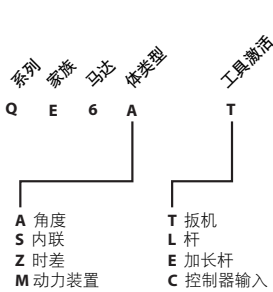 系列 家族 马达 体类型 工具激活
Q E 6 A T
A 角度
S 内联
Z 时差
M 动力装置
T 扳机
L 杆
E 加长杆
C 控制器输入